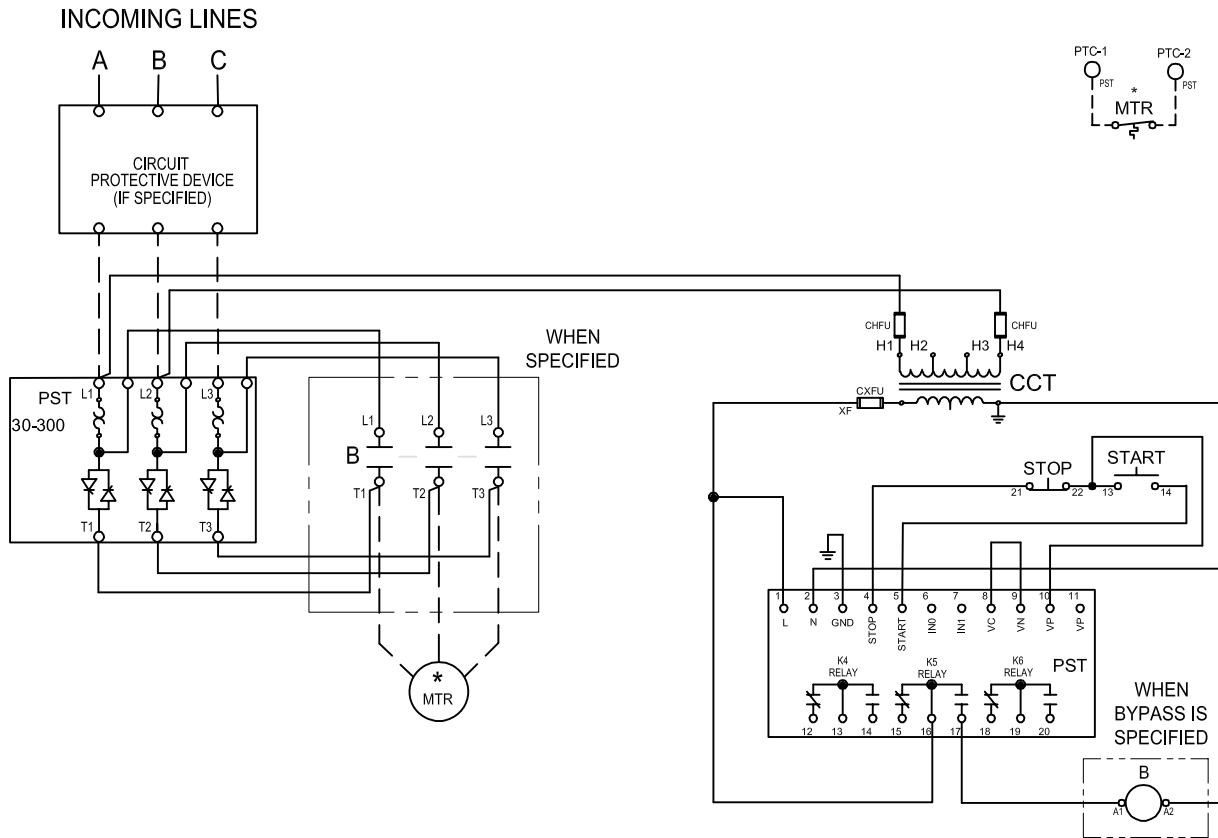 INCOMING LINES
A B C
PTC-1 PTC-2
PST PST
*
MTR
CIRCUIT
PROTECTIVE DEVICE
(IF SPECIFIED)
WHEN
SPECIFIED
CHFU CHFU
H1 H2 H3 H4
CCT
CXFU
XF
PST
30-300
L1 L2 L3
T1 T2 T3
L1 L2 L3
B
T1 T2 T3
*
MTR
STOP START
21 22 13 14
1 2 3 4 5 6 7 8 9 10 11
L N GND STOP START IN0 IN1 VC VN VP VP
PST
K4
RELAY
K5
RELAY
K6
RELAY
12 13 14 15 16 17 18 19 20
WHEN
BYPASS IS
SPECIFIED
B
A1 A2